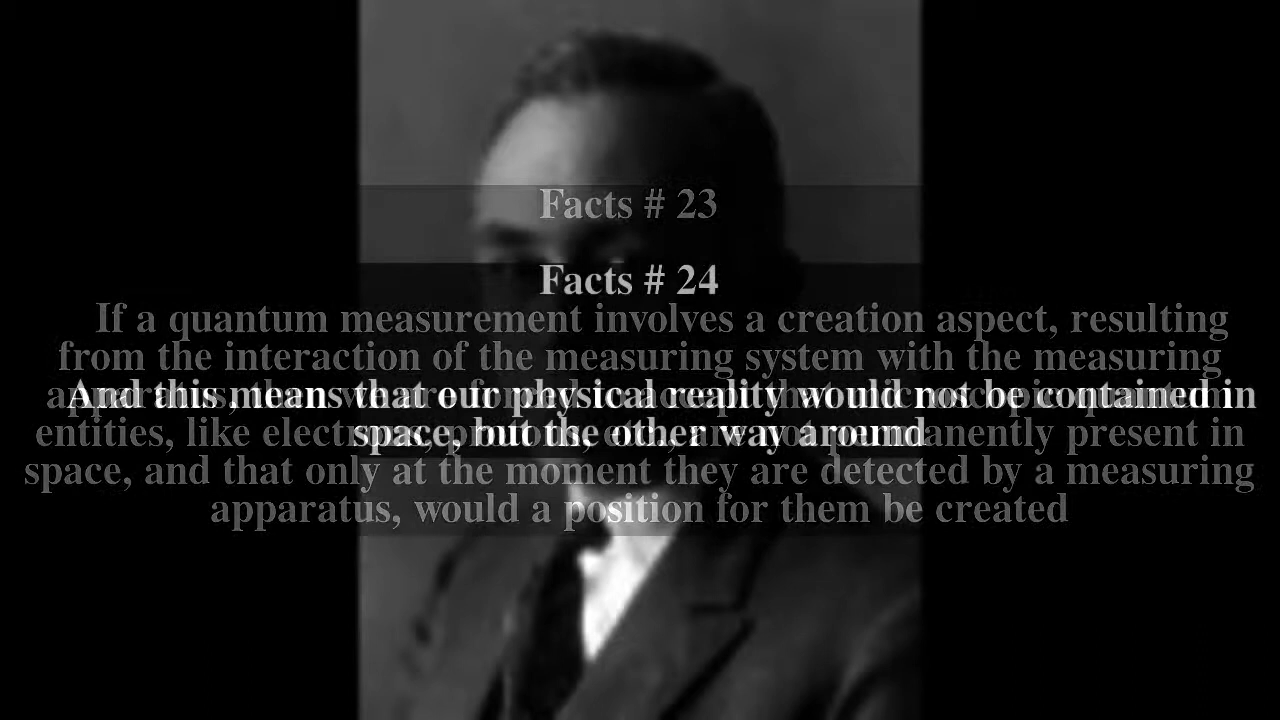 Facts # 23
Facts # 24
If a quantum measurement involves a creation aspect, resulting
from the interaction of the measuring system with the measuring
And this means that our physical reality would not be contained in
entities, like
space, but the other way around
permanently present in
space, and that only at the moment they are detected by a measuring
apparatus, would a position for them be created